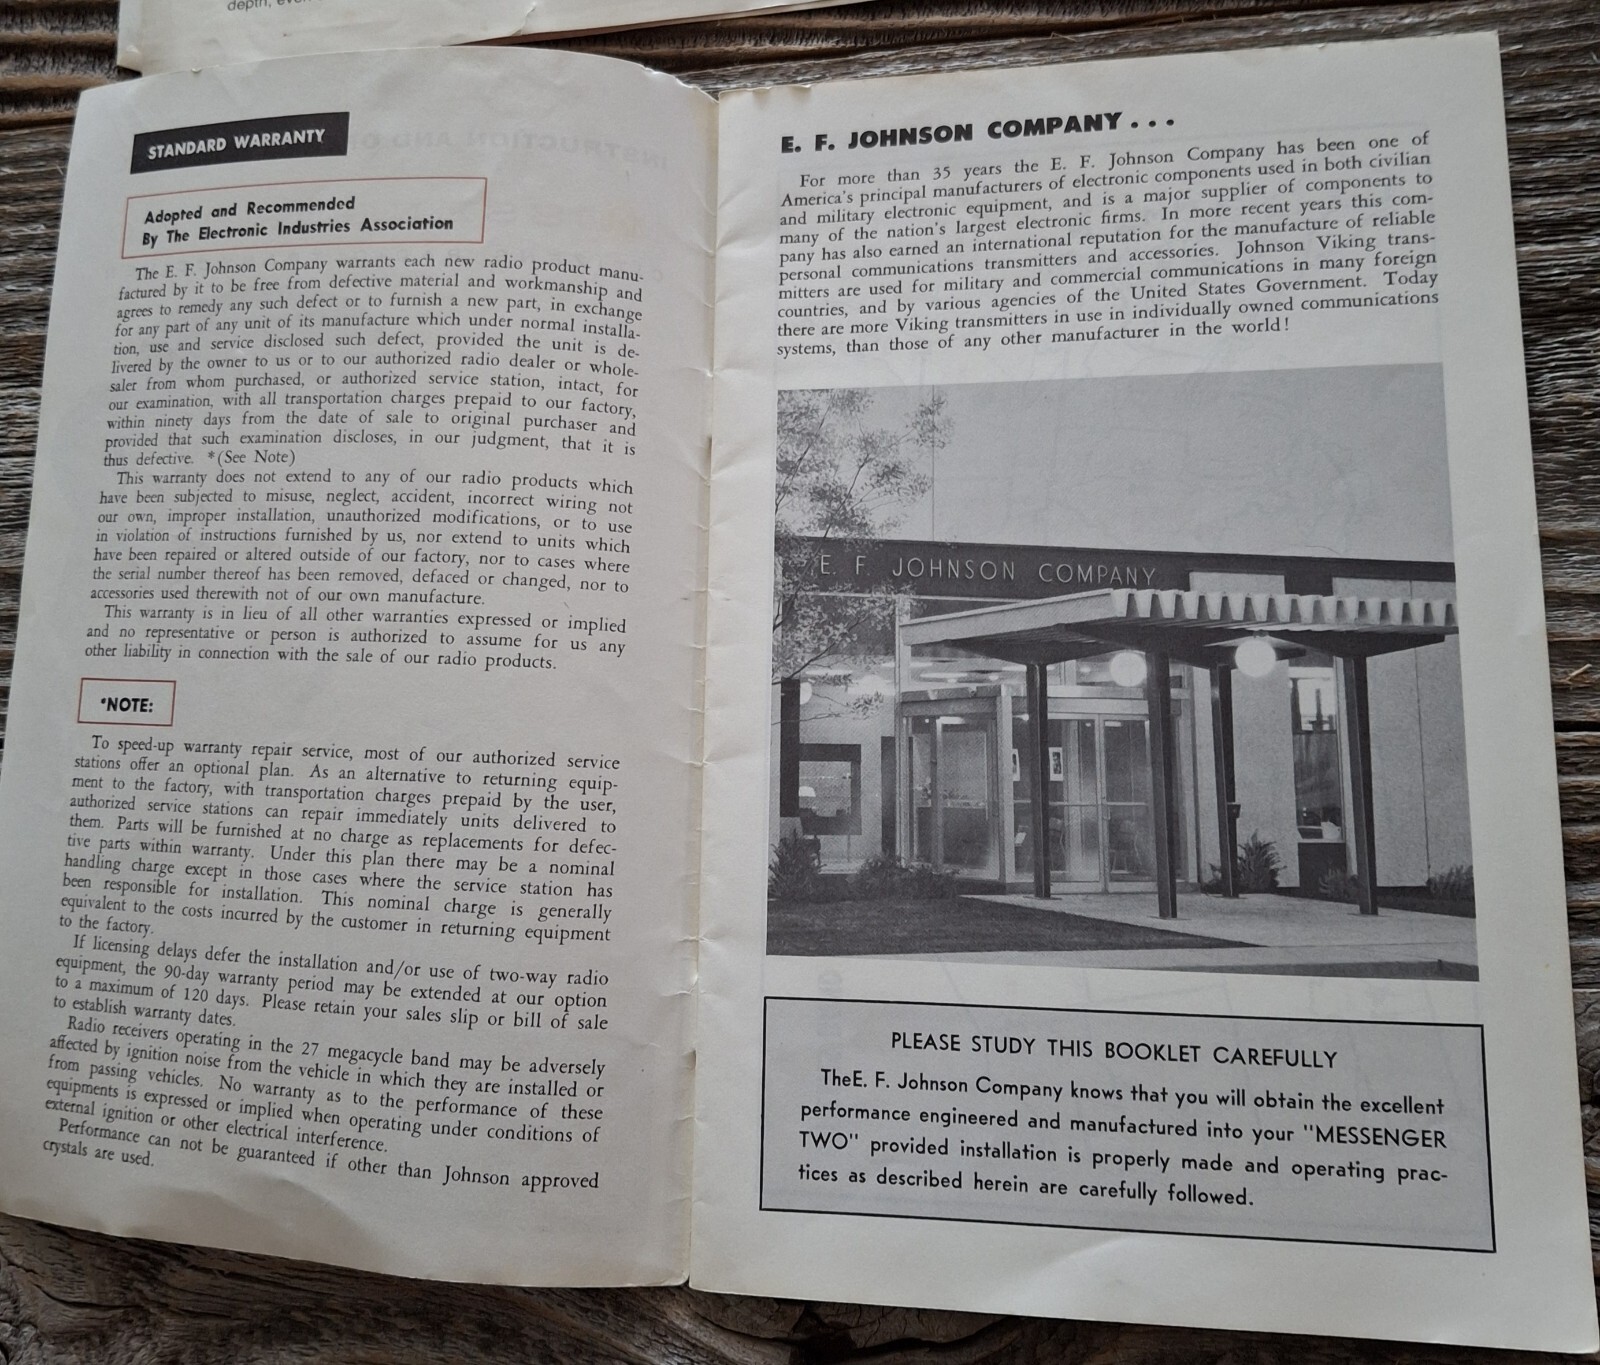 depth,
STANDARD WARRANTY
Adopted and Recommended
By The Electronic Industries Association
The E. F. Johnson Company warrants each new radio product manu-
factured by it to be free from defective material and workmanship and
agrees to remedy any such defect or to furnish a new part, in exchange
for any part of any unit of its manufacture which under normal installa-
tion, use and service disclosed such defect, provided the unit is de-
livered by the owner to us or to our authorized radio dealer or whole-
saler from whom purchased, or authorized service station, intact, for
our examination, with all transportation charges prepaid to our factory,
within ninety days from the date of sale to original purchaser and
provided that such examination discloses, in our judgment, that it is
thus defective. *(See Note)
This warranty does not extend to any of our radio products which
have been subjected to misuse, neglect, accident, incorrect wiring not
our own, improper installation, unauthorized modifications, or to use
in violation of instructions furnished by us, nor extend to units which
have been repaired or altered outside of our factory, nor to cases where
the serial number thereof has been removed, defaced or changed, nor to
accessories used therewith not of our own manufacture.
This warranty is in lieu of all other warranties expressed or implied
and no representative or person is authorized to assume for us any
other liability in connection with the sale of our radio products.
*NOTE:
To speed-up warranty repair service, most of our authorized service
stations offer an optional plan. As an alternative to returning equip-
ment to the factory, with transportation charges prepaid by the user,
authorized service stations can repair immediately units delivered to
them. Parts will be furnished at no charge as replacements for defec-
tive parts within warranty. Under this plan there may be a nominal
handling charge except in those cases where the service station has
been responsible for installation. This nominal charge is generally
equivalent to the costs incurred by the customer in returning equipment
to the factory.
If licensing delays defer the installation and/or use of two-way radio
equipment, the 90-day warranty period may be extended at our option
to a maximum of 120 days. Please retain your sales slip or bill of sale
to establish warranty dates.
Radio receivers operating in the 27 megacycle band may be adversely
affected by ignition noise from the vehicle in which they are installed or
from passing vehicles. No warranty as to the performance of these
equipments is expressed or implied when operating under conditions of
external ignition or other electrical interference.
Performance can not be guaranteed if other than Johnson approved
crystals are used.
E. F. JOHNSON COMPANY . . .
For more than 35 years the E. F. Johnson Company has been one of
America's principal manufacturers of electronic components used in both civilian
and military electronic equipment, and is a major supplier of components to
many of the nation's largest electronic firms. In more recent years this com-
pany has also earned an international reputation for the manufacture of reliable
personal communications transmitters and accessories. Johnson Viking trans-
mitters are used for military and commercial communications in many foreign
countries, and by various agencies of the United States Government. Today
there are more Viking transmitters in use in individually owned communications
systems, than those of any other manufacturer in the world!
E. F. JOHNSON COMPANY
PLEASE STUDY THIS BOOKLET CAREFULLY
TheE. F. Johnson Company knows that you will obtain the excellent
performance engineered and manufactured into your "MESSENGER
TWO" provided installation is properly made and operating prac-
tices as described herein are carefully followed.